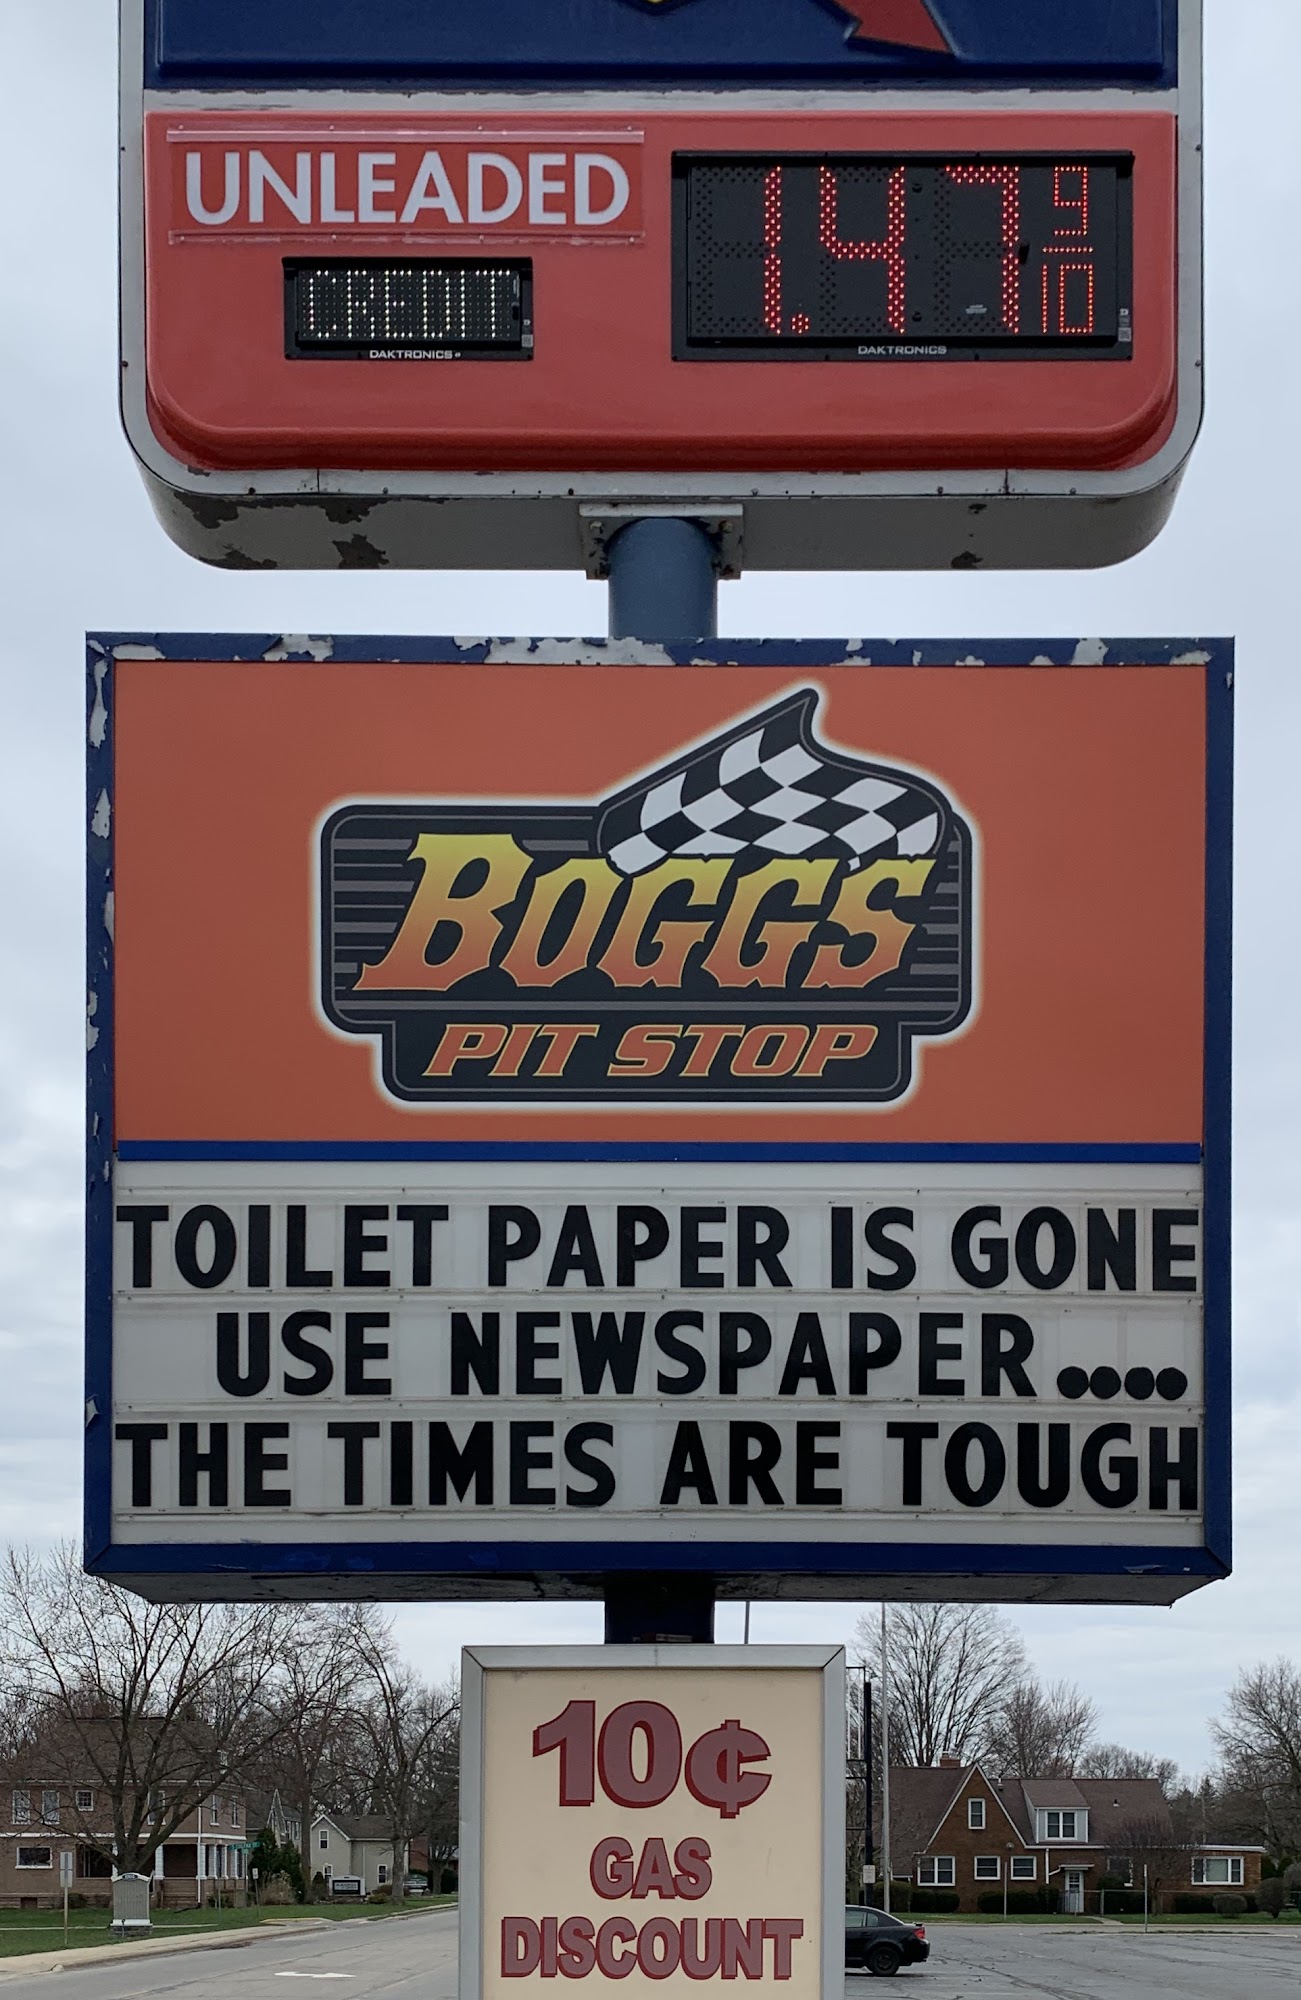 UNLEADED
1.47 9/10
CREDIT
DAKTRONICS
DAKTRONICS
BOGGS
PIT STOP
TOILET PAPER IS GONE
USE NEWSPAPER....
THE TIMES ARE TOUGH
10¢
GAS
DISCOUNT